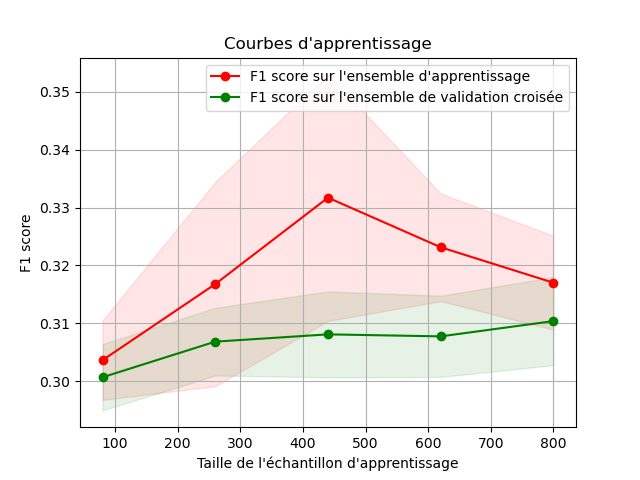 Courbes d'apprentissage
F1 score sur l'ensemble d'apprentissage
F1 score sur l'ensemble de validation croisée
0.35
0.34
0.33
0.32
0.31
0.30
F1 score
100 200 300 400 500 600 700 800
Taille de l'échantillon d'apprentissage